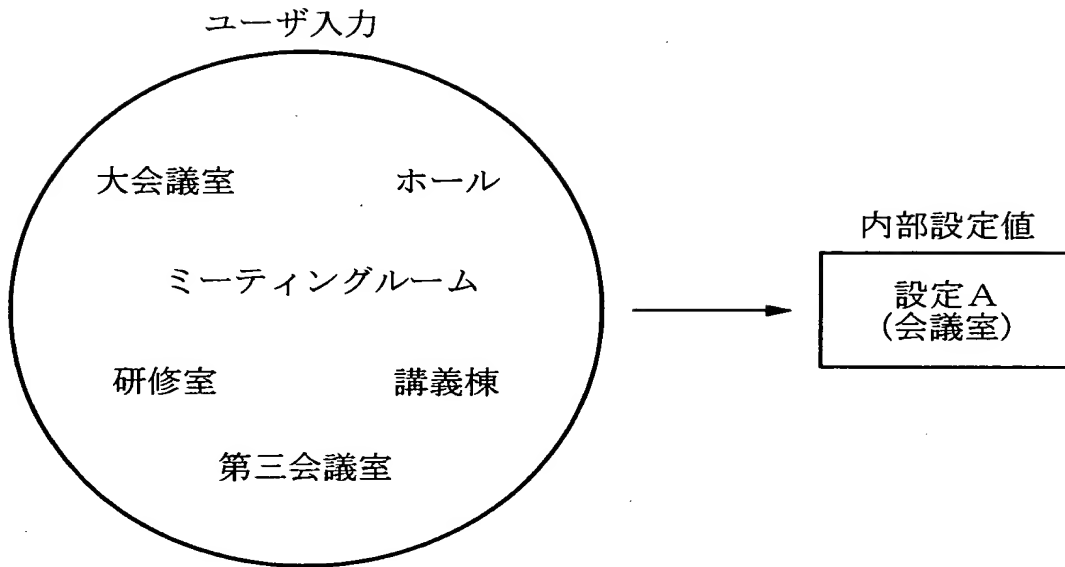 ユーザ入力
大会議室
ホール
ミーティングルーム
研修室
講義棟
第三会議室
内部設定値
設定A
(会議室)